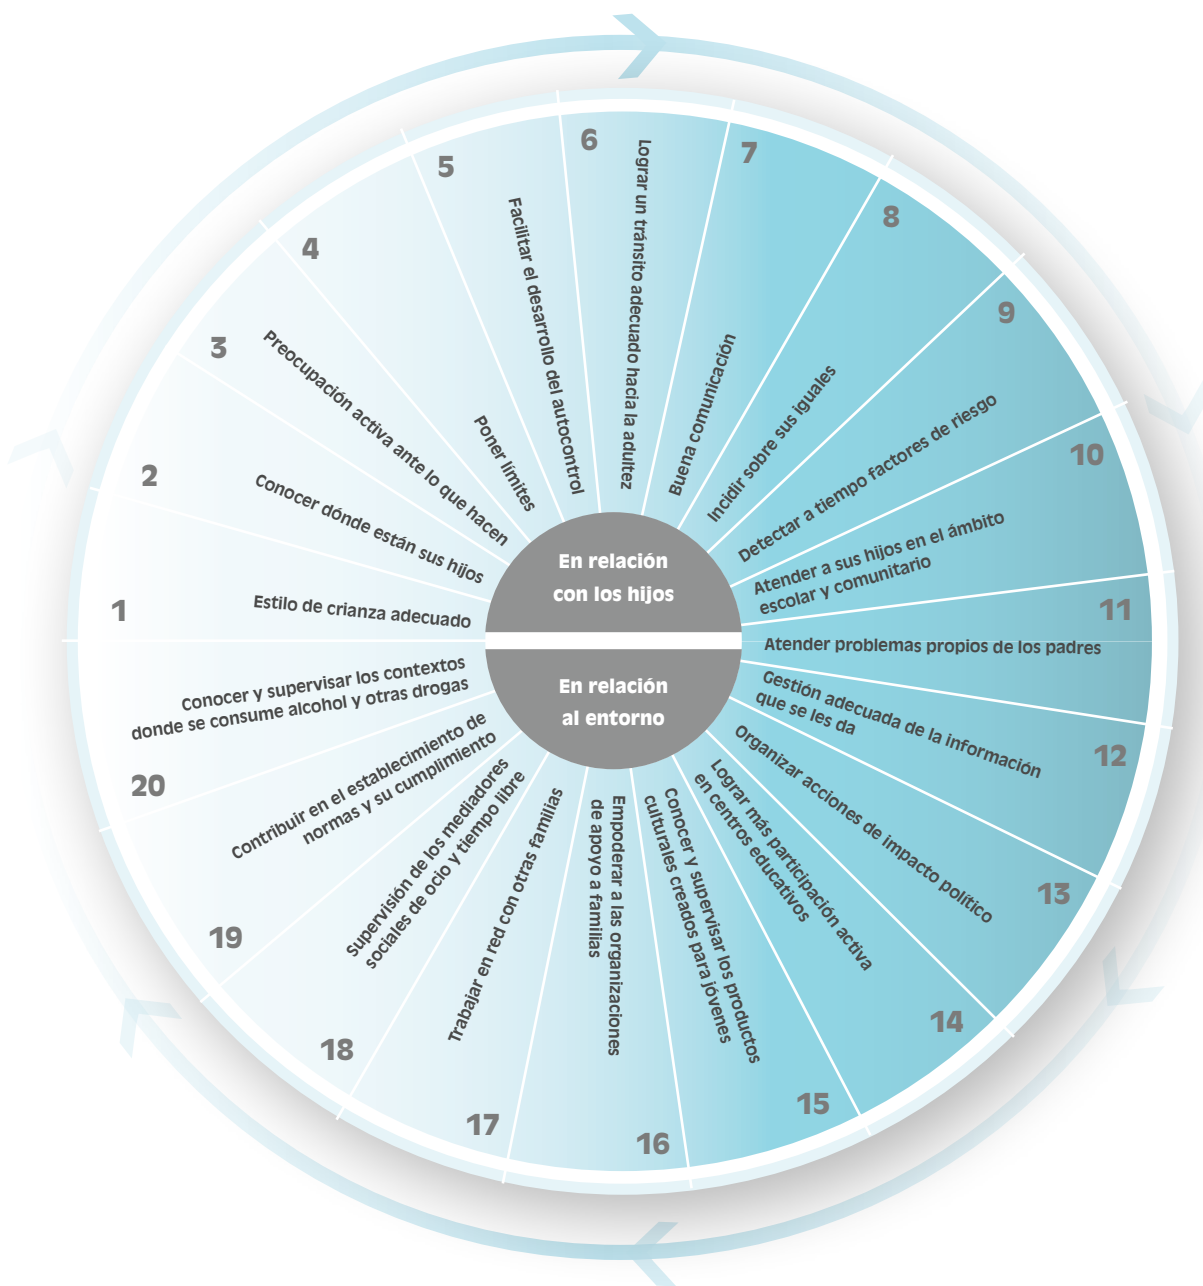 1
Estilo de crianza adecuado
2
Conocer dónde están sus hijos
3
Preocupación activa ante lo que hacen
4
Poner límites
5
Facilitar el desarrollo del autocontrol
6
Lograr un tránsito adecuado hacia la adultez
7
Buena comunicación
8
Incidir sobre sus iguales
9
Detectar a tiempo factores de riesgo
10
Atender a sus hijos en el ámbito
escolar y comunitario
11
Atender problemas propios de los padres
12
Gestión adecuada de la información
que se les da
13
Organizar acciones de impacto político
14
Lograr más participación activa
en centros educativos
15
Conocer y supervisar los productos
culturales creados para jóvenes
16
Empoderar a las organizaciones
de apoyo a familias
17
Trabajar en red con otras familias
18
Supervisión de los mediadores
sociales de ocio y tiempo libre
19
Contribuir en el establecimiento de
normas y su cumplimiento
20
Conocer y supervisar los contextos
donde se consume alcohol y otras drogas
En relación
con los hijos
En relación
al entorno